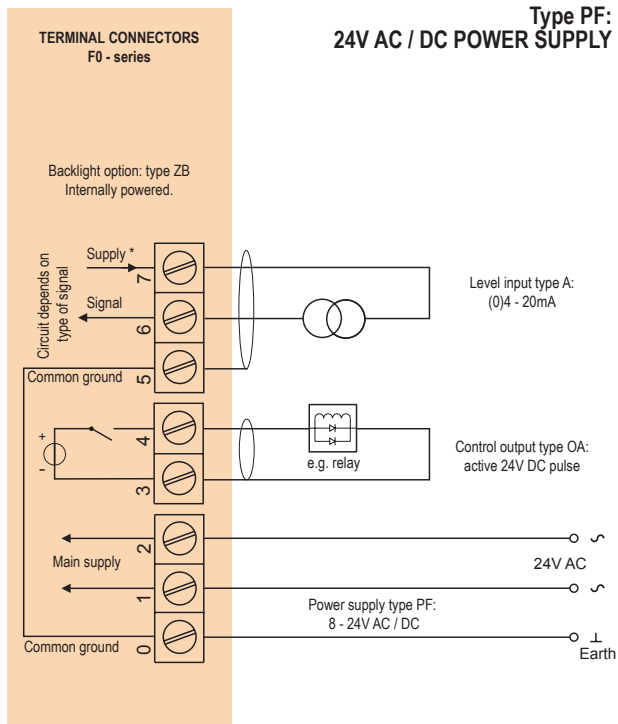 Type PF:
24V AC / DC POWER SUPPLY
TERMINAL CONNECTORS
F0 - series
Backlight option: type ZB
Internally powered.
Circuit depends on
type of signal
Supply *
7
Signal
6
Common ground
5
Level input type A:
(0)4 - 20mA
+
-
4
3
e.g. relay
Control output type OA:
active 24V DC pulse
2
Main supply
1
24V AC
Power supply type PF:
8 - 24V AC / DC
Common ground
0
Earth